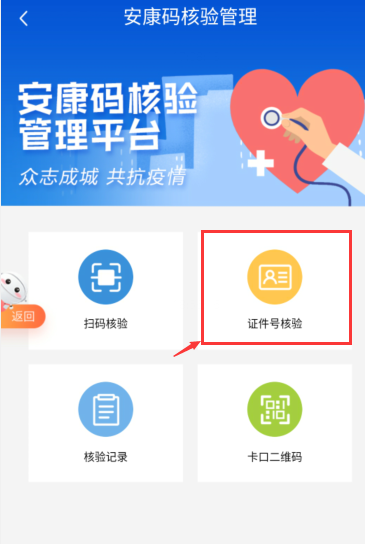 安康码核验管理
安康码核验
管理平台
众志成城 共抗疫情
扫码核验
证件号核验
返回
核验记录
卡口二维码